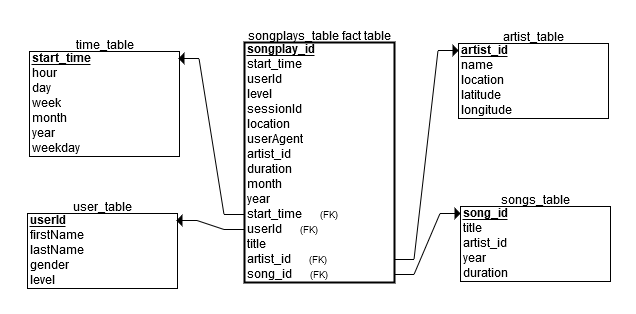 time_table
start_time
hour
day
week
month
year
weekday
user_table
userId
firstName
lastName
gender
level
songplays_table fact table
songplay_id
start_time
userId
level
sessionId
location
userAgent
artist_id
duration
month
year
start_time (FK)
userId (FK)
title
artist_id (FK)
song_id (FK)
artist_table
artist_id
name
location
latitude
longitude
songs_table
song_id
title
artist_id
year
duration